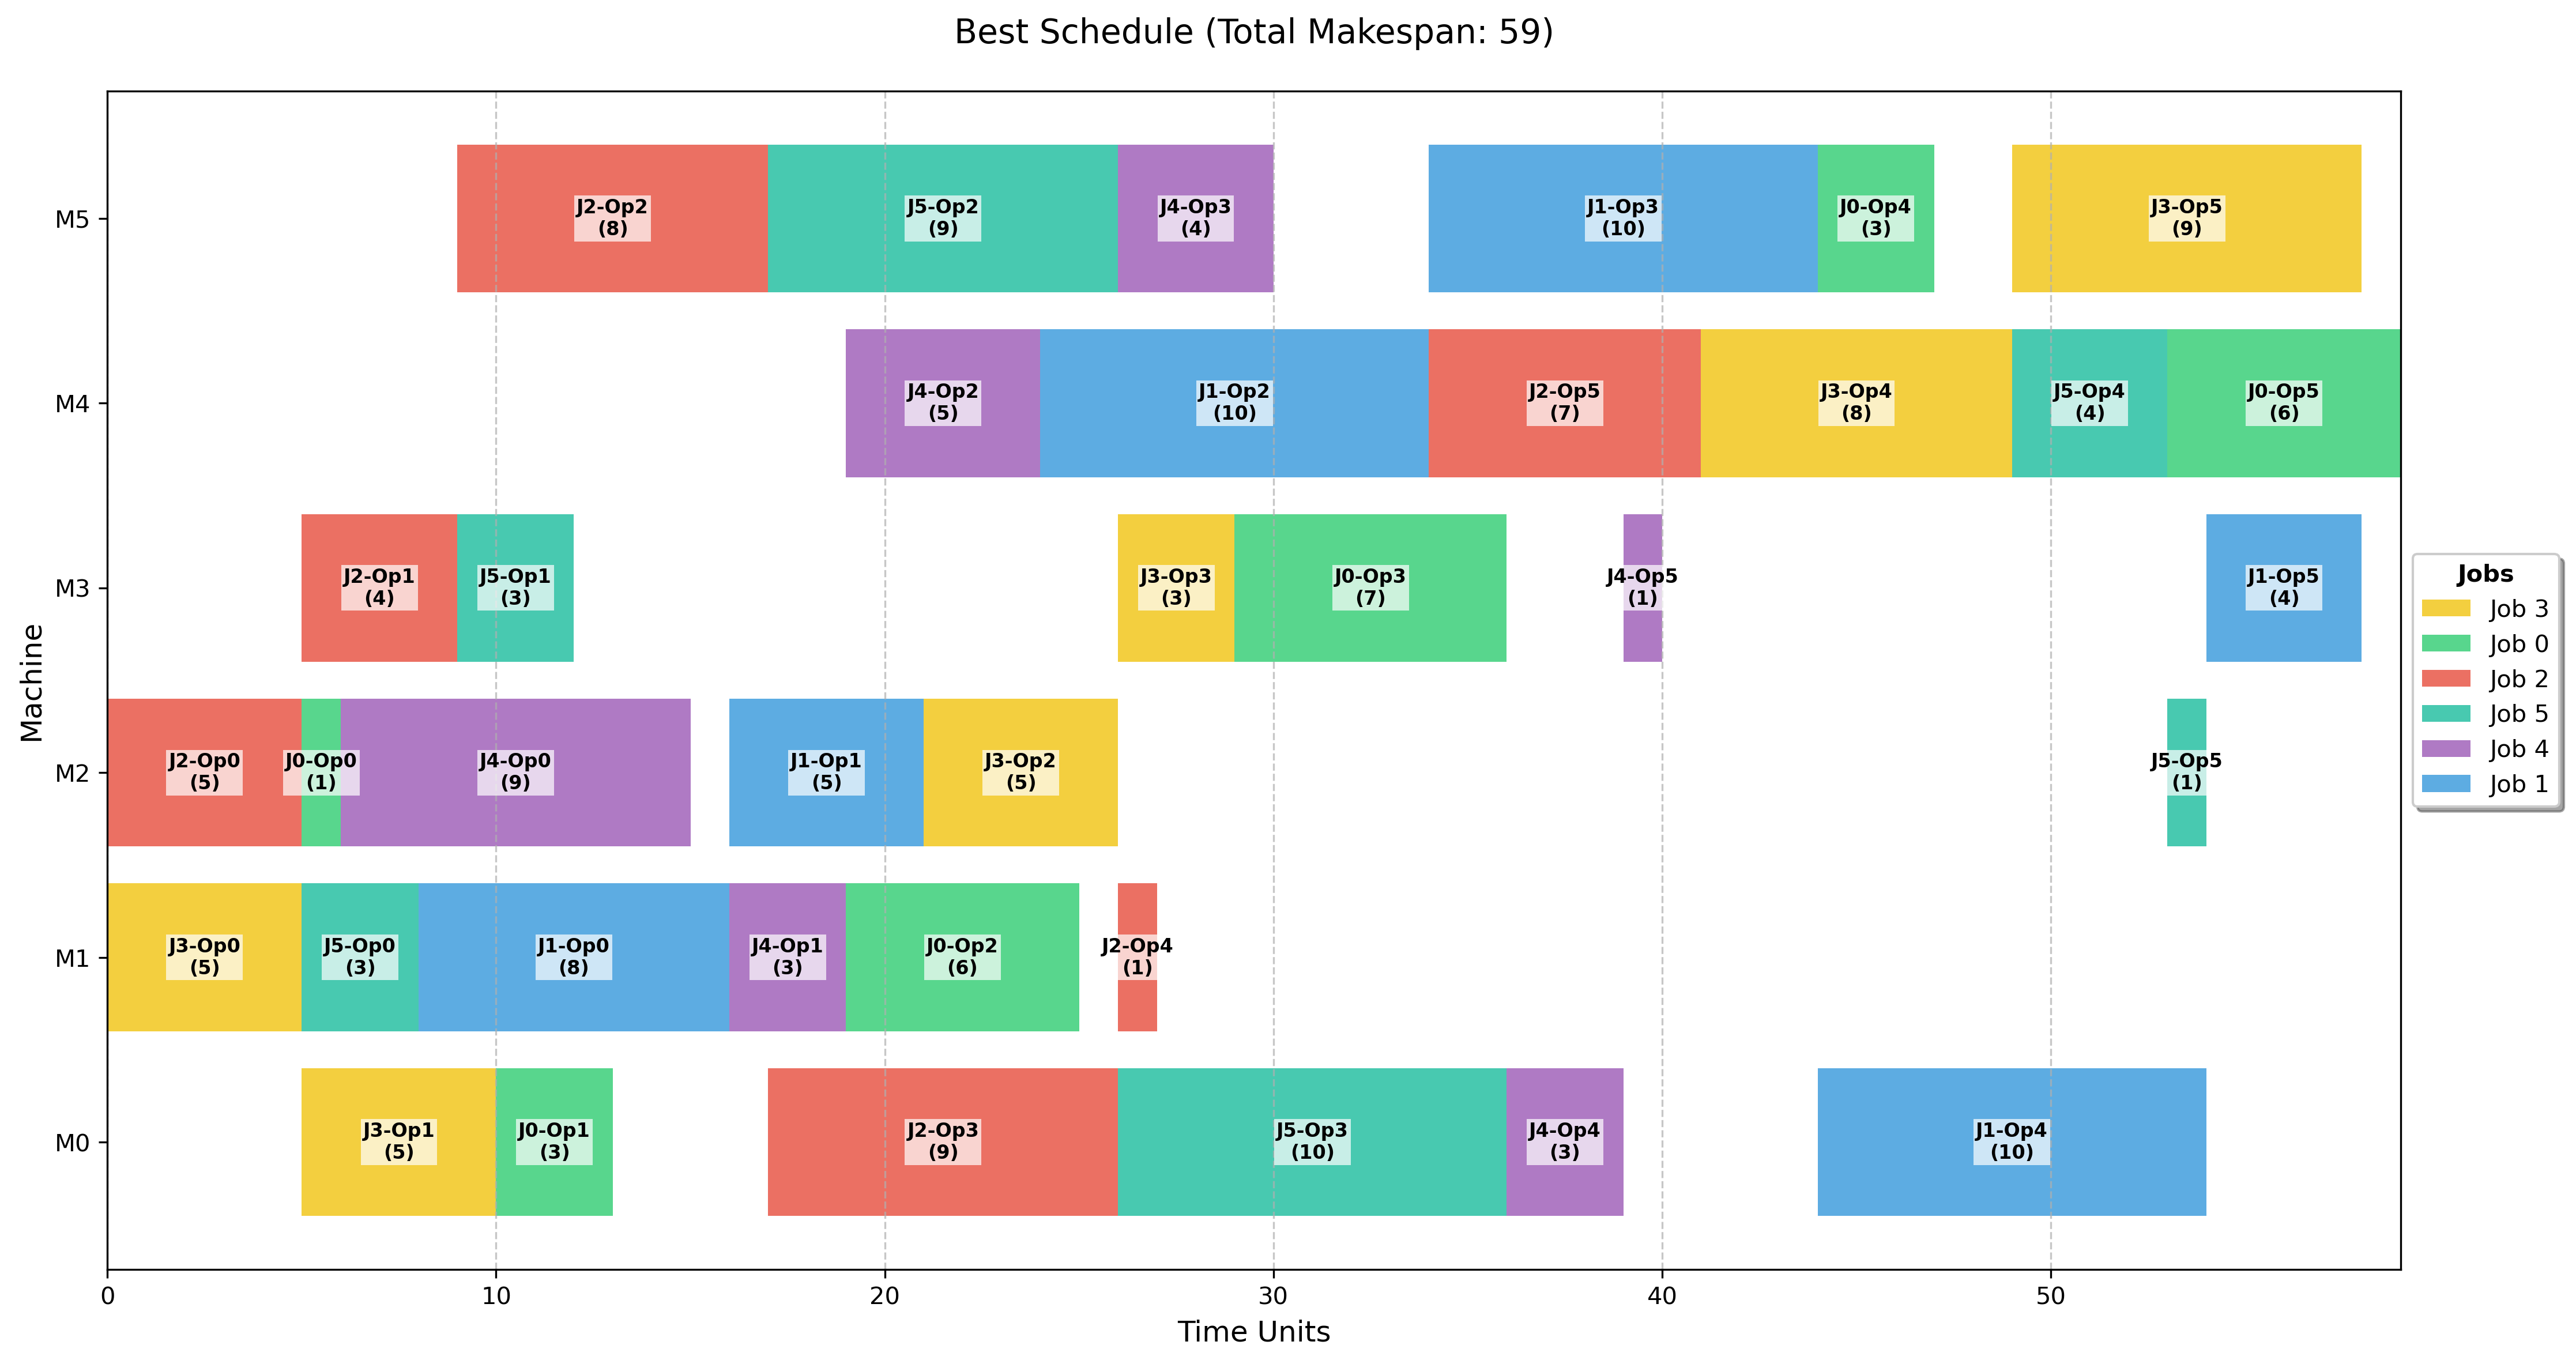 Best Schedule (Total Makespan: 59)
M5
J2-Op2
(8)
J5-Op2
(9)
J4-Op3
(4)
J1-Op3
(10)
J0-Op4
(3)
J3-Op5
(9)
M4
J4-Op2
(5)
J1-Op2
(10)
J2-Op5
(7)
J3-Op4
(8)
J5-Op4
(4)
J0-Op5
(6)
M3
J2-Op1
(4)
J5-Op1
(3)
J3-Op3
(3)
J0-Op3
(7)
J4-Op5
(1)
J1-Op5
(4)
M2
J2-Op0
(5)
J0-Op0
(1)
J4-Op0
(9)
J1-Op1
(5)
J3-Op2
(5)
J5-Op5
(1)
M1
J3-Op0
(5)
J5-Op0
(3)
J1-Op0
(8)
J4-Op1
(3)
J0-Op2
(6)
J2-Op4
(1)
M0
J3-Op1
(5)
J0-Op1
(3)
J2-Op3
(9)
J5-Op3
(10)
J4-Op4
(3)
J1-Op4
(10)
Machine
0
10
20
30
40
50
Time Units
Jobs
Job 3
Job 0
Job 2
Job 5
Job 4
Job 1